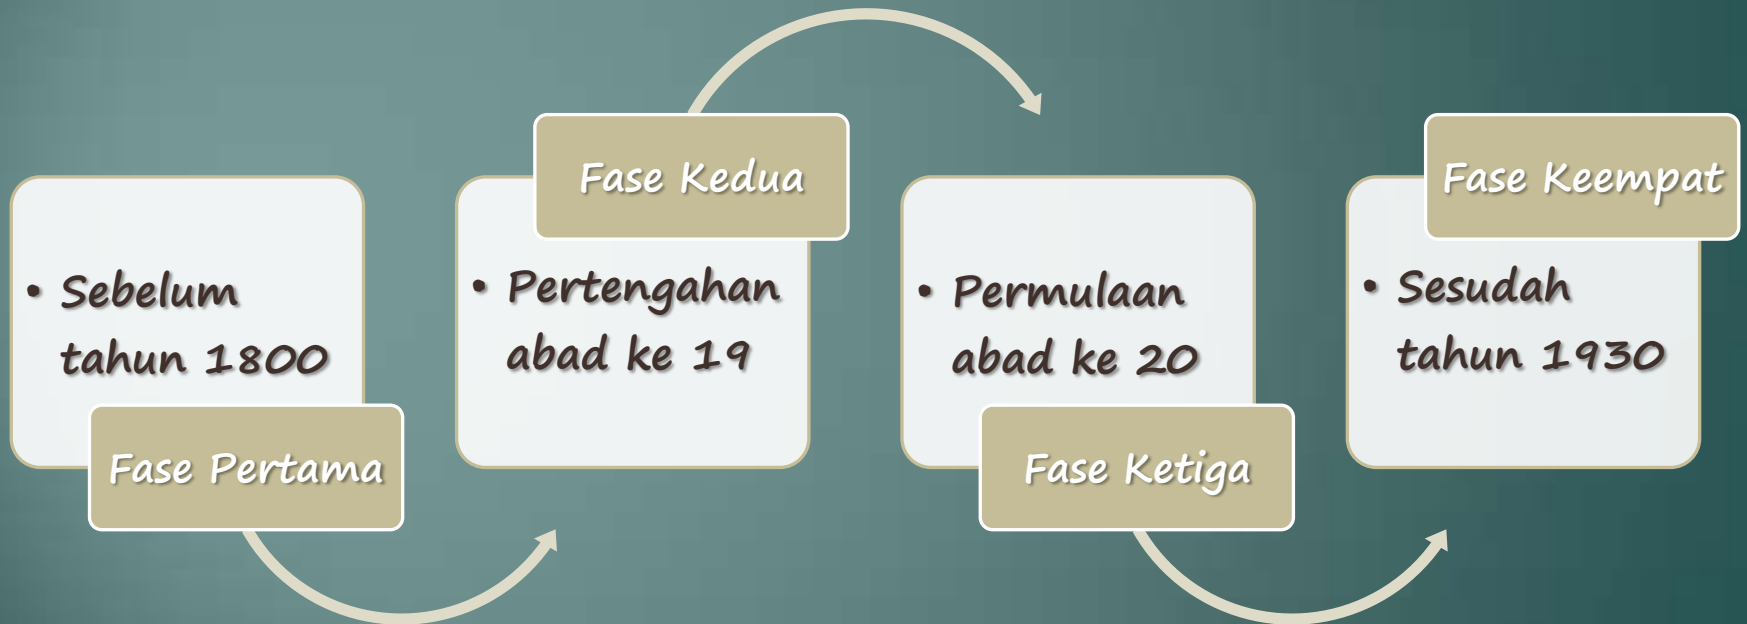 • Sebelum
tahun 1800
Fase Pertama
Fase Kedua
• Pertengahan
abad ke 19
• Permulaan
abad ke 20
Fase Ketiga
Fase Keempat
• Sesudah
tahun 1930